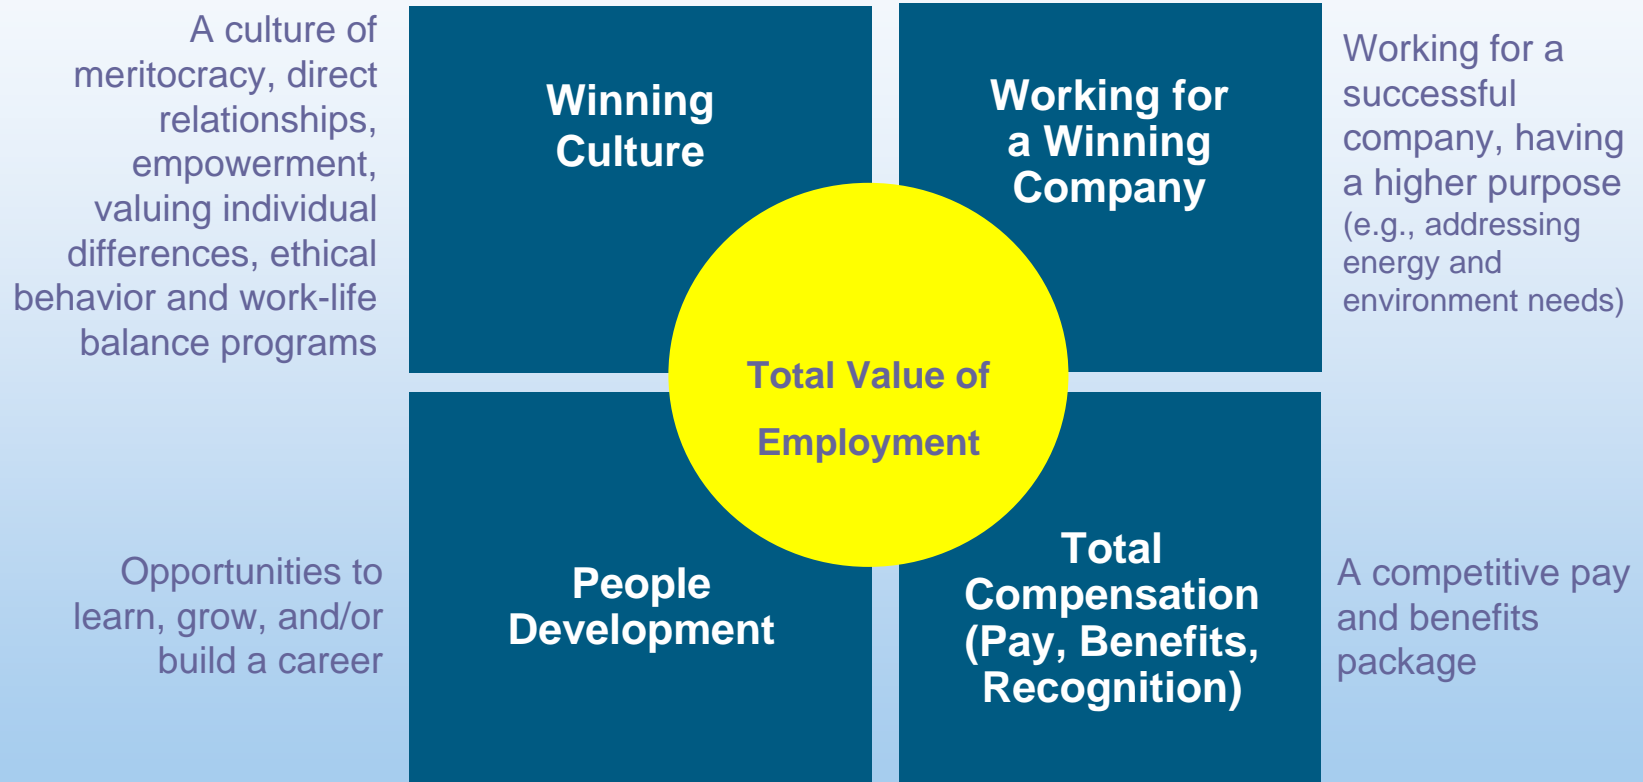 A culture of
meritocracy, direct
relationships,
empowerment,
valuing individual
differences, ethical
behavior and work-life
balance programs
Winning
Culture
Working for
a Winning
Company
Working for a
successful
company, having
a higher purpose
(e.g., addressing
energy and
environment needs)
Total Value of
Employment
Opportunities to
learn, grow, and/or
build a career
People
Development
Total
Compensation
(Pay, Benefits,
Recognition)
A competitive pay
and benefits
package